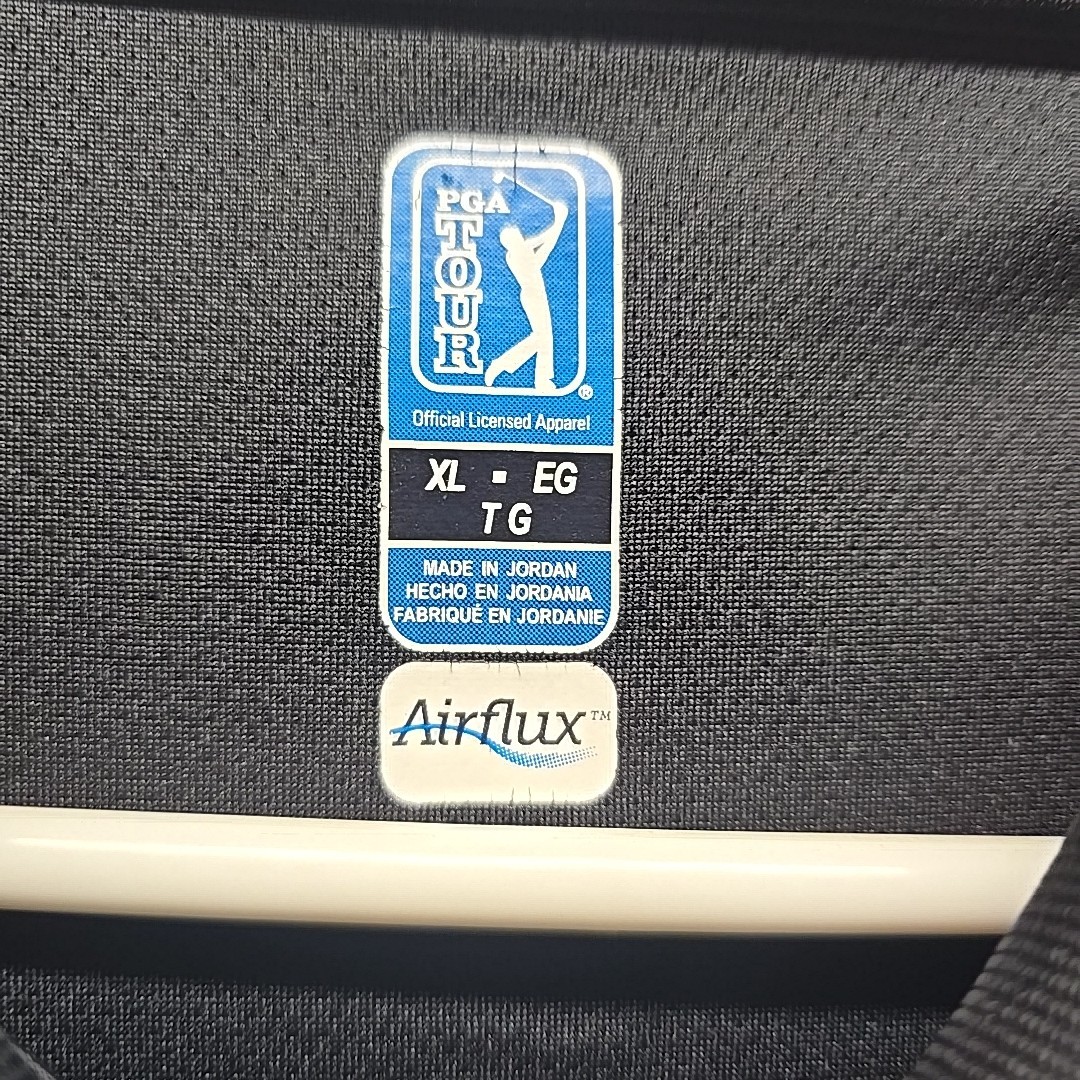 PGA
TOUR
®
Official Licensed Apparel
XL ▪ EG
TG
MADE IN JORDAN
HECHO EN JORDANIA
FABRIQUÉ EN JORDANIE
Airflux™